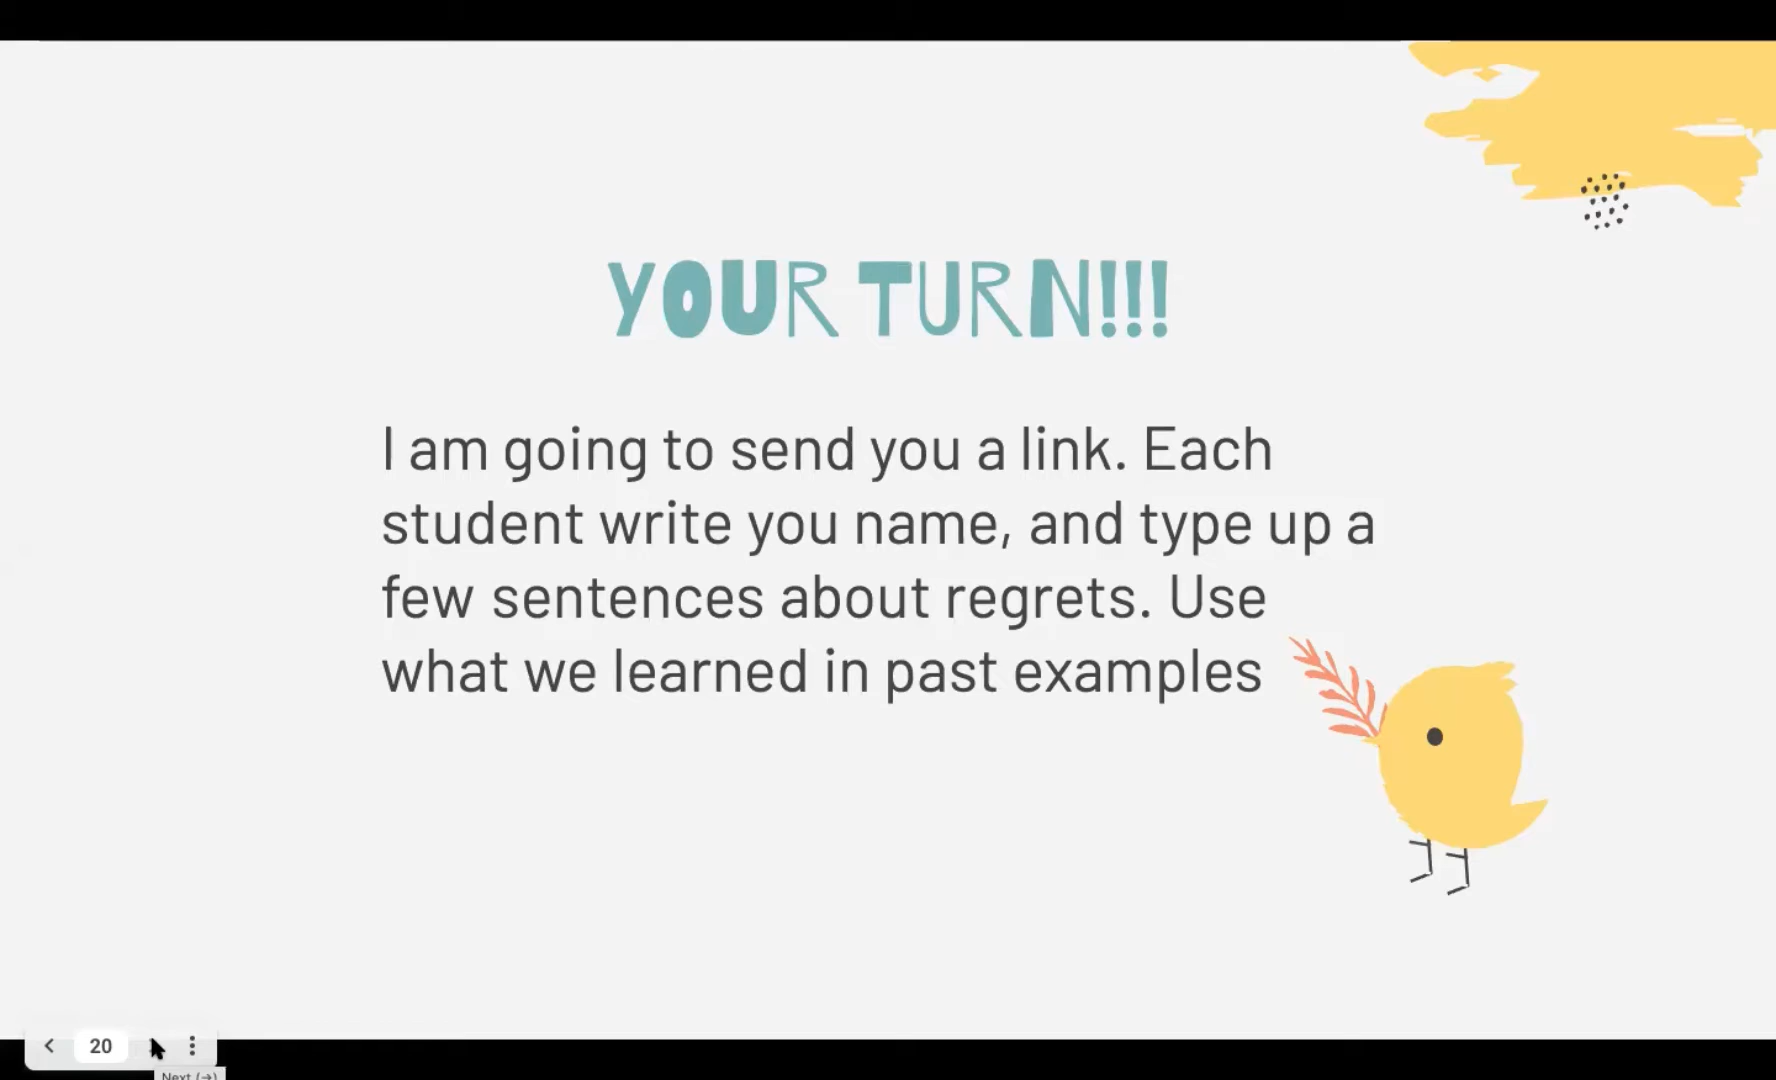 YOUR TURN!!!
I am going to send you a link. Each
student write you name, and type up a
few sentences about regrets. Use
what we learned in past examples
20
Next (→)